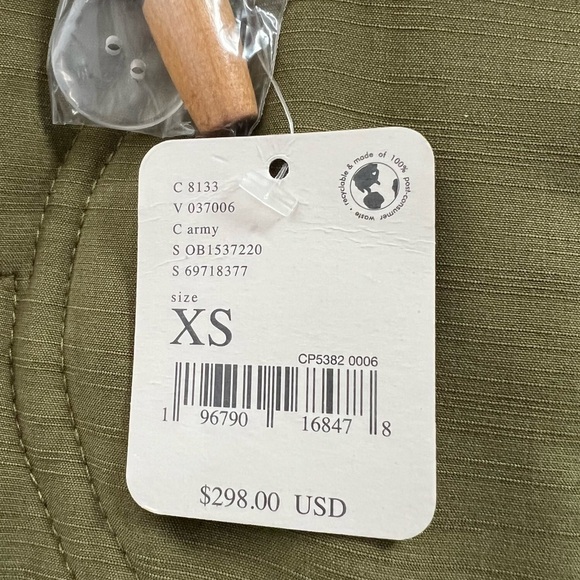 C 8133
V 037006
C army
S OB1537220
S 69718377
recyclable & made of 100% post-consumer waste
size
XS
CP5382 0006
1 96790 16847 8
$298.00 USD